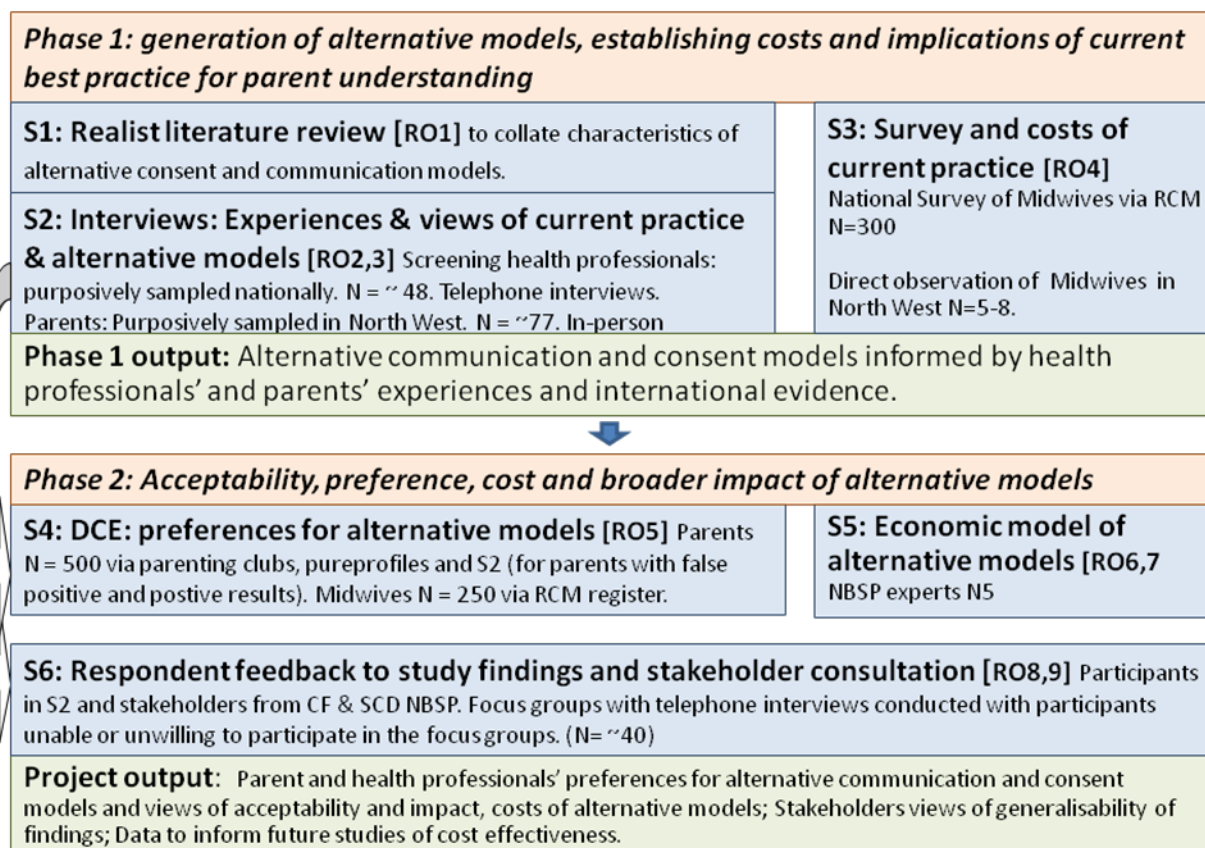 Phase 1: generation of alternative models, establishing costs and implications of current
best practice for parent understanding
S1: Realist literature review [RO1] to collate characteristics of
alternative consent and communication models.
S2: Interviews: Experiences & views of current practice
& alternative models [RO2,3] Screening health professionals:
purposively sampled nationally. N = ~ 48. Telephone interviews.
Parents: Purposively sampled in North West. N = ~77. In-person
S3: Survey and costs of
current practice [RO4]
National Survey of Midwives via RCM
N=300
Direct observation of Midwives in
North West N=5-8.
Phase 1 output: Alternative communication and consent models informed by health
professionals' and parents' experiences and international evidence.
Phase 2: Acceptability, preference, cost and broader impact of alternative models
S4: DCE: preferences for alternative models [RO5] Parents
N = 500 via parenting clubs, pureprofiles and S2 (for parents with false
positive and postive results). Midwives N = 250 via RCM register.
S5: Economic model of
alternative models [RO6,7
NBSP experts N5
S6: Respondent feedback to study findings and stakeholder consultation [RO8,9] Participants
in S2 and stakeholders from CF & SCD NBSP. Focus groups with telephone interviews conducted with participants
unable or unwilling to participate in the focus groups. (N= ~40)
Project output: Parent and health professionals' preferences for alternative communication and consent
models and views of acceptability and impact, costs of alternative models; Stakeholders views of generalisability of
findings; Data to inform future studies of cost effectiveness.